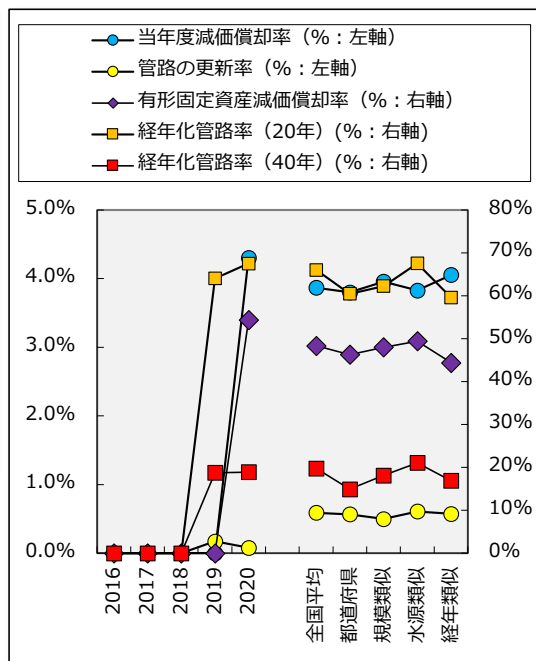 当年度減価償却率（%：左軸）
管路の更新率（%：左軸）
有形固定資産減価償却率（%：右軸）
経年化管路率（20年）(%：右軸)
経年化管路率（40年）(%：右軸)
5.0%
4.0%
3.0%
2.0%
1.0%
0.0%
80%
70%
60%
50%
40%
30%
20%
10%
0%
2016
2017
2018
2019
2020
全国平均
都道府県
規模類似
水源類似
経年類似